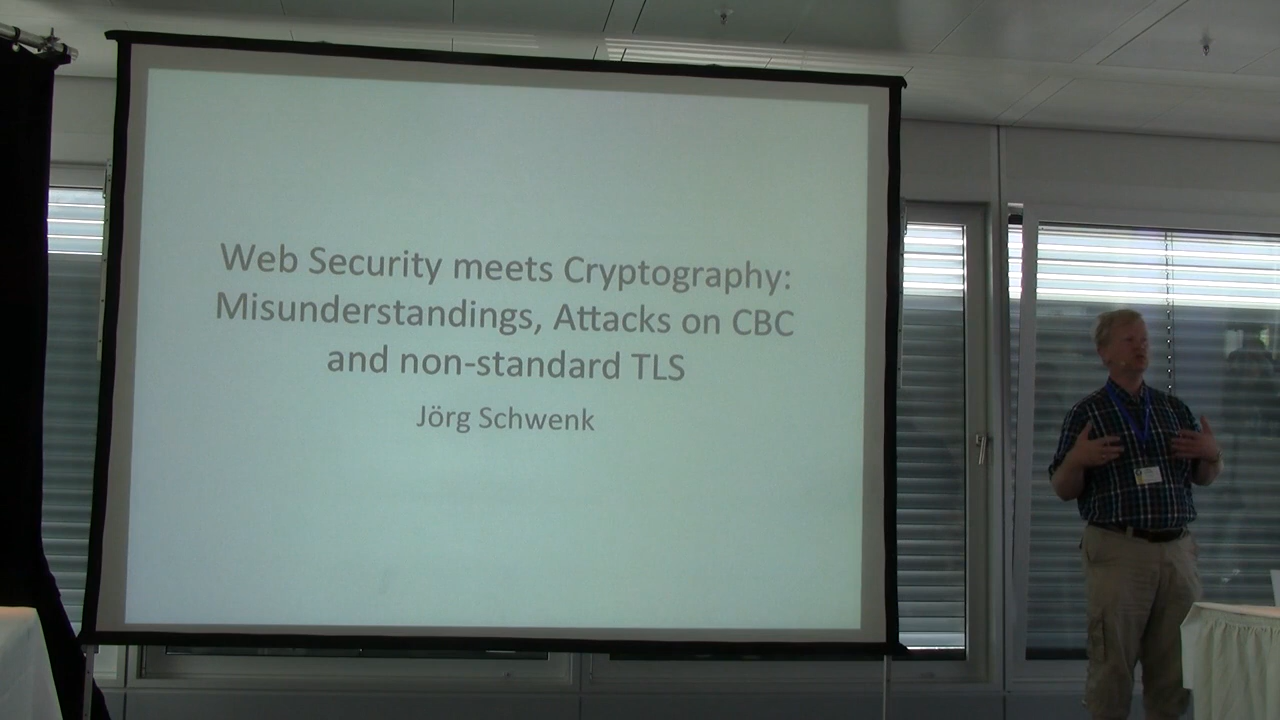 Web Security meets Cryptography:
Misunderstandings, Attacks on CBC
and non-standard TLS
Jörg Schwenk